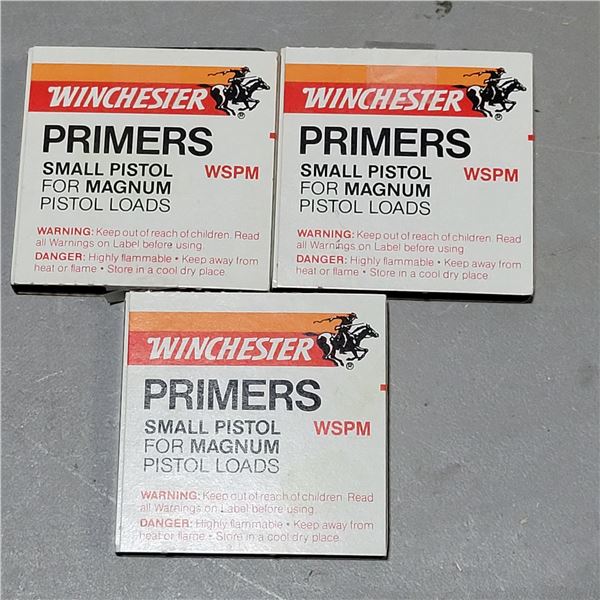 WINCHESTER
®
PRIMERS
SMALL PISTOL WSPM
FOR MAGNUM
PISTOL LOADS
WARNING: Keep out of reach of children. Read
all Warnings on Label before using.
DANGER: Highly flammable • Keep away from
heat or flame • Store in a cool dry place.
WINCHESTER
®
PRIMERS
SMALL PISTOL WSPM
FOR MAGNUM
PISTOL LOADS
WARNING: Keep out of reach of children. Read
all Warnings on Label before using.
DANGER: Highly flammable • Keep away from
heat or flame • Store in a cool dry place.
WINCHESTER
®
PRIMERS
SMALL PISTOL WSPM
FOR MAGNUM
PISTOL LOADS
WARNING: Keep out of reach of children. Read
all Warnings on Label before using.
DANGER: Highly flammable • Keep away from
heat or flame • Store in a cool dry place.